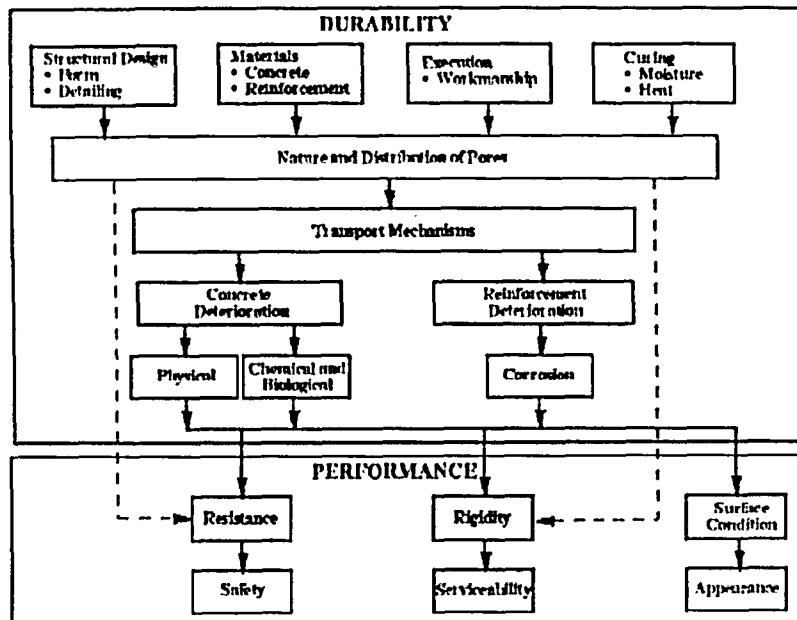 DURABILITY
Structural Design
• Form
• Detailing
Materials
• Concrete
• Reinforcement
Execution
• Workmanship
Curing
• Moisture
• Heat
Nature and Distribution of Pores
Transport Mechanisms
Concrete
Deterioration
Reinforcement
Deterioration
Physical
Chemical and
Biological
Corrosion
PERFORMANCE
Resistance
Rigidity
Surface
Condition
Safety
Serviceability
Appearance